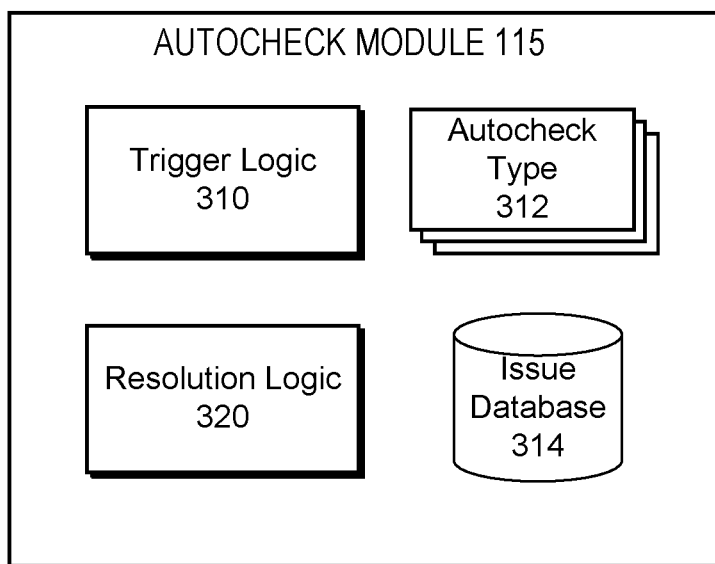 AUTOCHECK MODULE 115
Trigger Logic
310
Autocheck
Type
312
Resolution Logic
320
Issue
Database
314